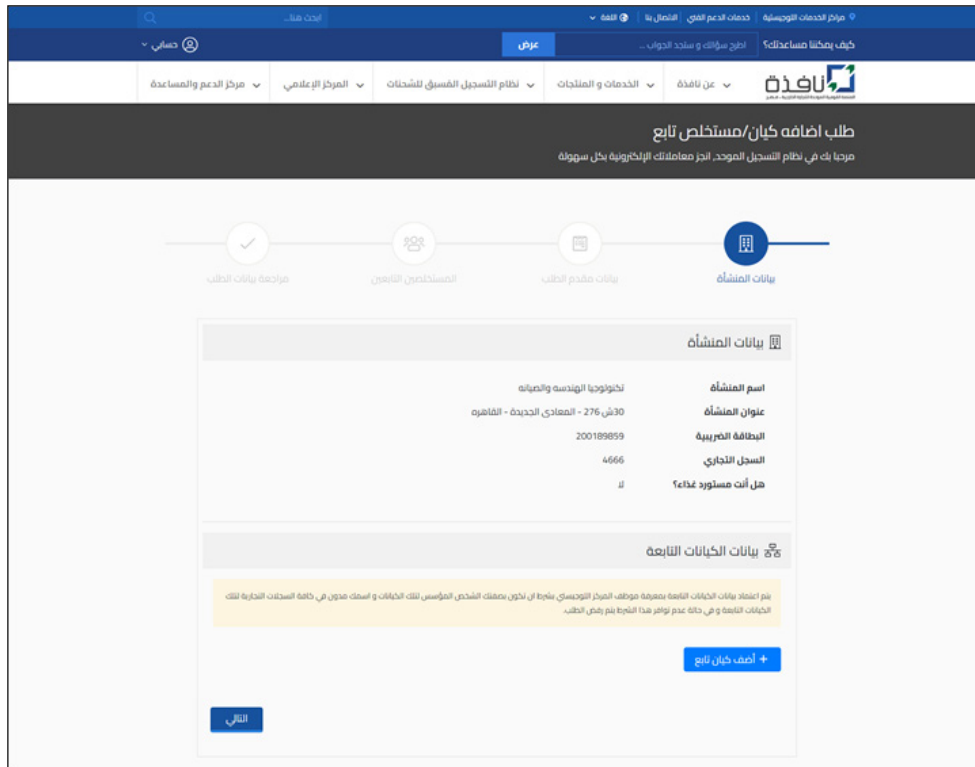 مراكز الخدمات اللوجيستية
خدمات الدعم الفني
الاتصال بنا
اللغة
ابحث هنا...
كيف يمكننا مساعدتك؟
اطرح سؤالك و ستجد الجواب ...
عرض
حسابي
نافذة
عن نافذة
الخدمات و المنتجات
نظام التسجيل المسبق للشحنات
المركز الإعلامي
مركز الدعم والمساعدة
طلب اضافه كيان/مستخلص تابع
مرحبا بك في نظام التسجيل الموحد, انجز معاملاتك الإلكترونية بكل سهولة
بيانات المنشأة
بيانات مقدم الطلب
المستخلصين التابعين
مراجعة بيانات الطلب
بيانات المنشأة
اسم المنشأة تكنولوجيا الهندسه والصيانه
عنوان المنشأة 30ش 276 - المعادى الجديدة - القاهره
البطاقة الضريبية 200189859
السجل التجاري 4666
هل أنت مستورد غذاء؟ لا
بيانات الكيانات التابعة
يتم اعتماد بيانات الكيانات التابعة بمعرفة موظف المركز اللوجيستي بشرط ان تكون بصفتك الشخص المؤسس لتلك الكيانات و اسمك مدون في كافة السجلات التجارية لتلك
الكيانات التابعة و في حالة عدم توافر هذا الشرط يتم رفض الطلب.
+ أضف كيان تابع
التالي